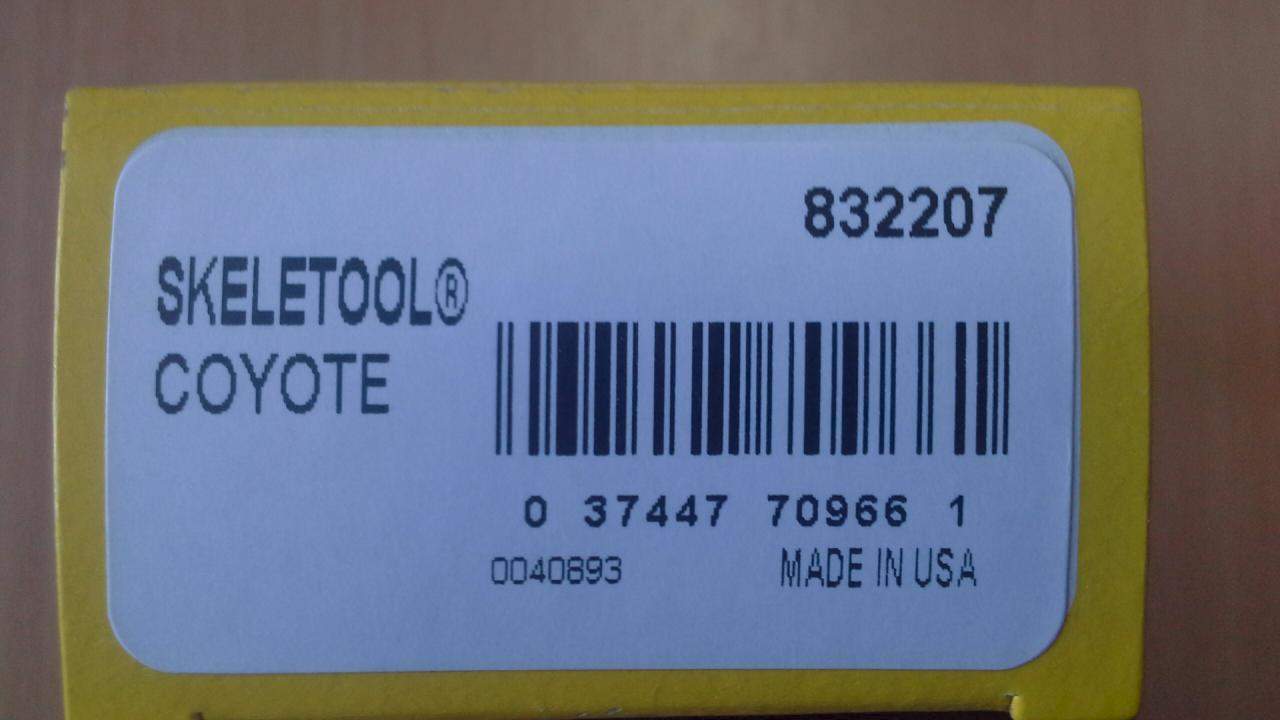 832207
SKELETOOL®
COYOTE
0 37447 70966 1
0040893 MADE IN USA